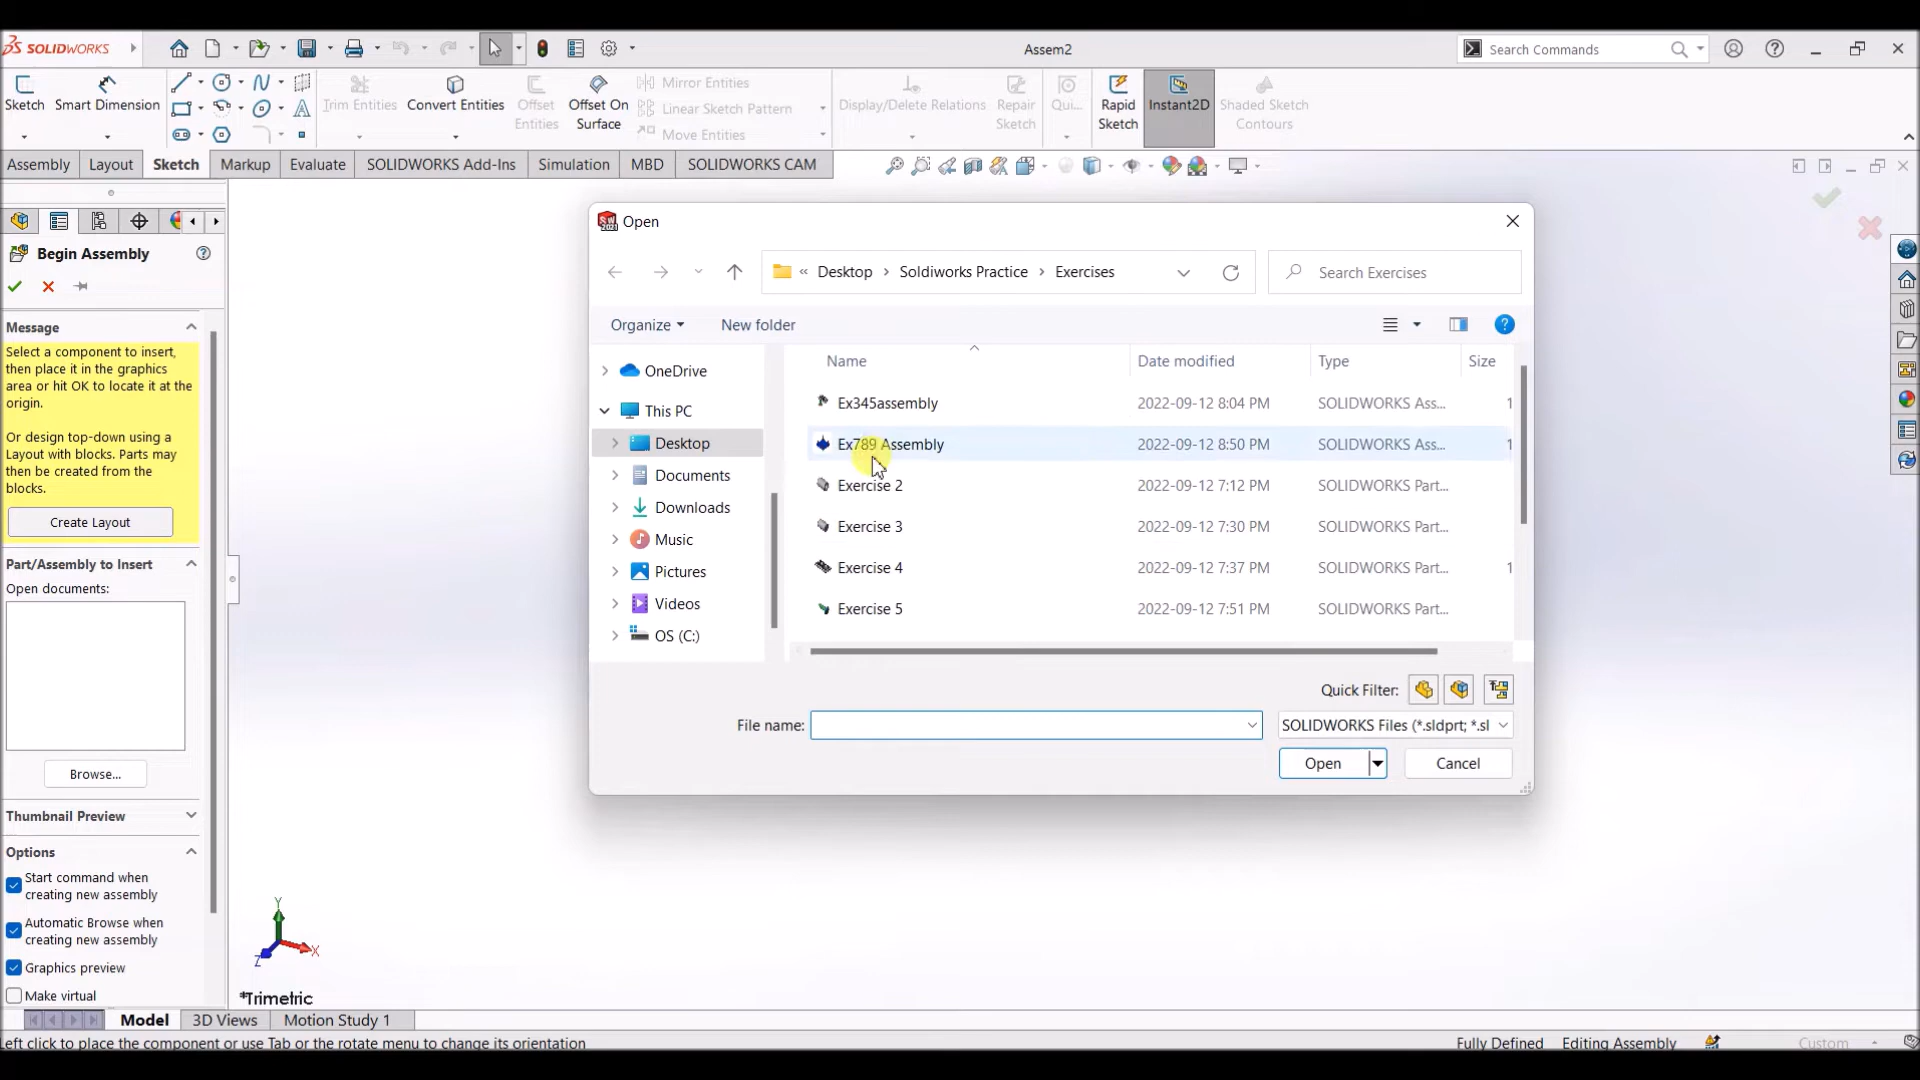 SOLIDWORKS
Assem2
Search Commands
Sketch
Smart Dimension
Trim Entities
Convert Entities
Offset Entities
Offset On Surface
Mirror Entities
Linear Sketch Pattern
Move Entities
Display/Delete Relations
Repair Sketch
Qui...
Rapid Sketch
Instant2D
Shaded Sketch Contours
Assembly
Layout
Sketch
Markup
Evaluate
SOLIDWORKS Add-Ins
Simulation
MBD
SOLIDWORKS CAM
Begin Assembly
Message
Select a component to insert,
then place it in the graphics
area or hit OK to locate it at the
origin.
Or design top-down using a
Layout with blocks. Parts may
then be created from the
blocks.
Create Layout
Part/Assembly to Insert
Open documents:
Browse...
Thumbnail Preview
Options
Start command when
creating new assembly
Automatic Browse when
creating new assembly
Graphics preview
Make virtual
Open
« Desktop > Soldiworks Practice > Exercises
Search Exercises
Organize
New folder
OneDrive
This PC
Desktop
Documents
Downloads
Music
Pictures
Videos
OS (C:)
Name Date modified Type Size
Ex345assembly 2022-09-12 8:04 PM SOLIDWORKS Ass... 1
Ex789 Assembly 2022-09-12 8:50 PM SOLIDWORKS Ass... 1
Exercise 2 2022-09-12 7:12 PM SOLIDWORKS Part...
Exercise 3 2022-09-12 7:30 PM SOLIDWORKS Part...
Exercise 4 2022-09-12 7:37 PM SOLIDWORKS Part... 1
Exercise 5 2022-09-12 7:51 PM SOLIDWORKS Part...
Quick Filter:
File name:
SOLIDWORKS Files (*.sldprt; *.sl
Open
Cancel
Y
X
Z
*Trimetric
Model
3D Views
Motion Study 1
Left click to place the component or use Tab or the rotate menu to change its orientation
Fully Defined
Editing Assembly
Custom